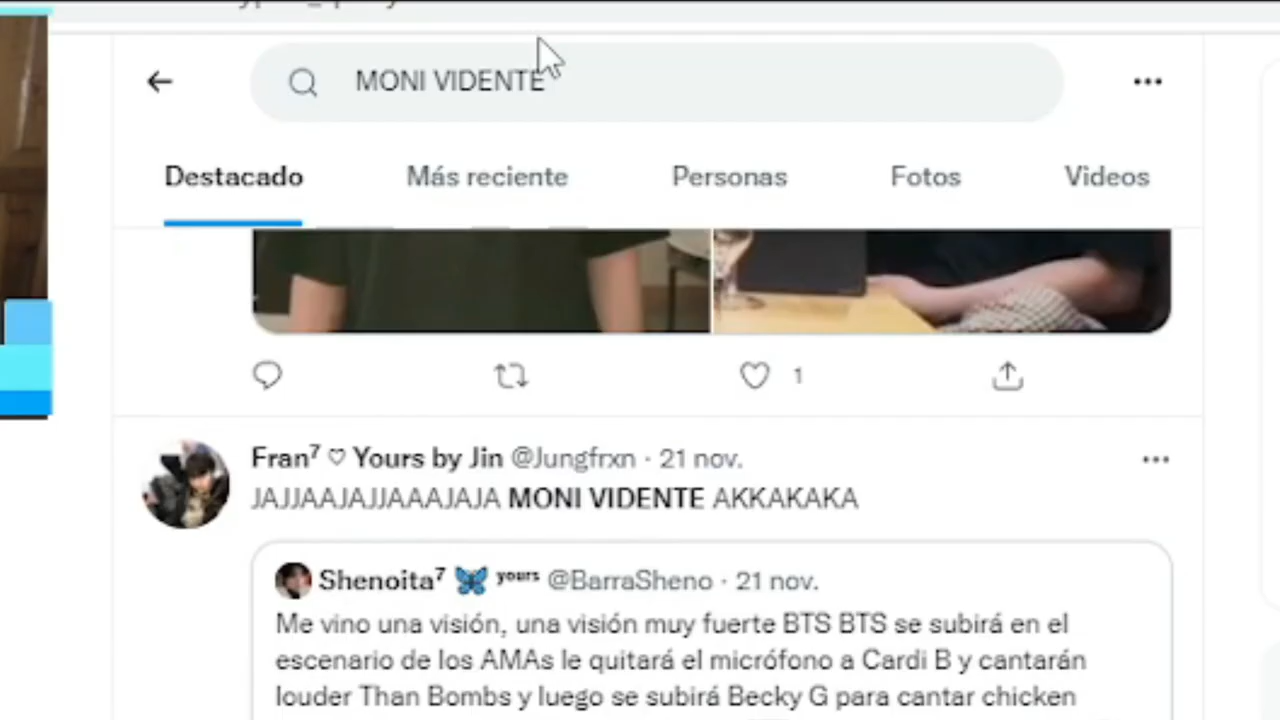 MONI VIDENTE
Destacado Más reciente Personas Fotos Videos
1
Fran⁷ ♡ Yours by Jin @Jungfrxn · 21 nov.
JAJJAAJAJJAAAJAJA MONI VIDENTE AKKAKAKA
Shenoita⁷ 🦋 ʸᵒᵘʳˢ @BarraSheno · 21 nov.
Me vino una visión, una visión muy fuerte BTS BTS se subirá en el
escenario de los AMAs le quitará el micrófono a Cardi B y cantarán
louder Than Bombs y luego se subirá Becky G para cantar chicken